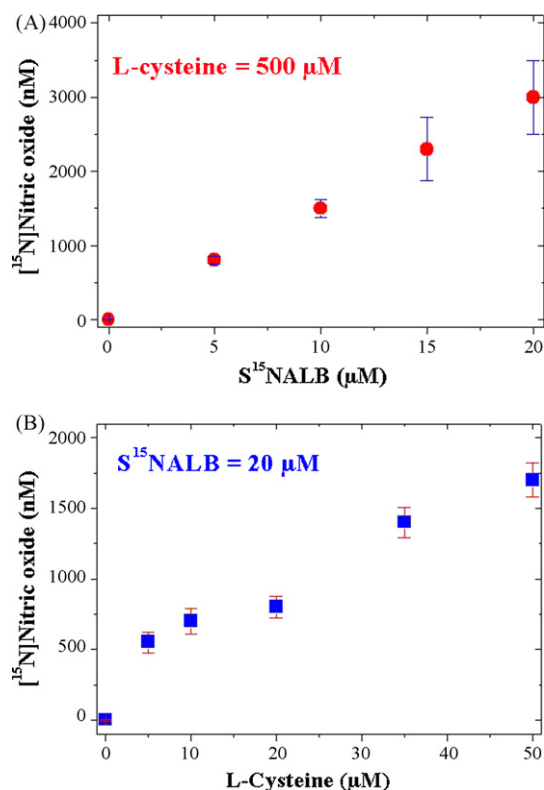 (A)
4000
3000
2000
1000
0
L-cysteine = 500 µM
[¹⁵N]Nitric oxide (nM)
0 5 10 15 20
S¹⁵NALB (µM)
(B)
2000
1500
1000
500
0
S¹⁵NALB = 20 µM
[¹⁵N]Nitric oxide (nM)
0 10 20 30 40 50
L-Cysteine (µM)